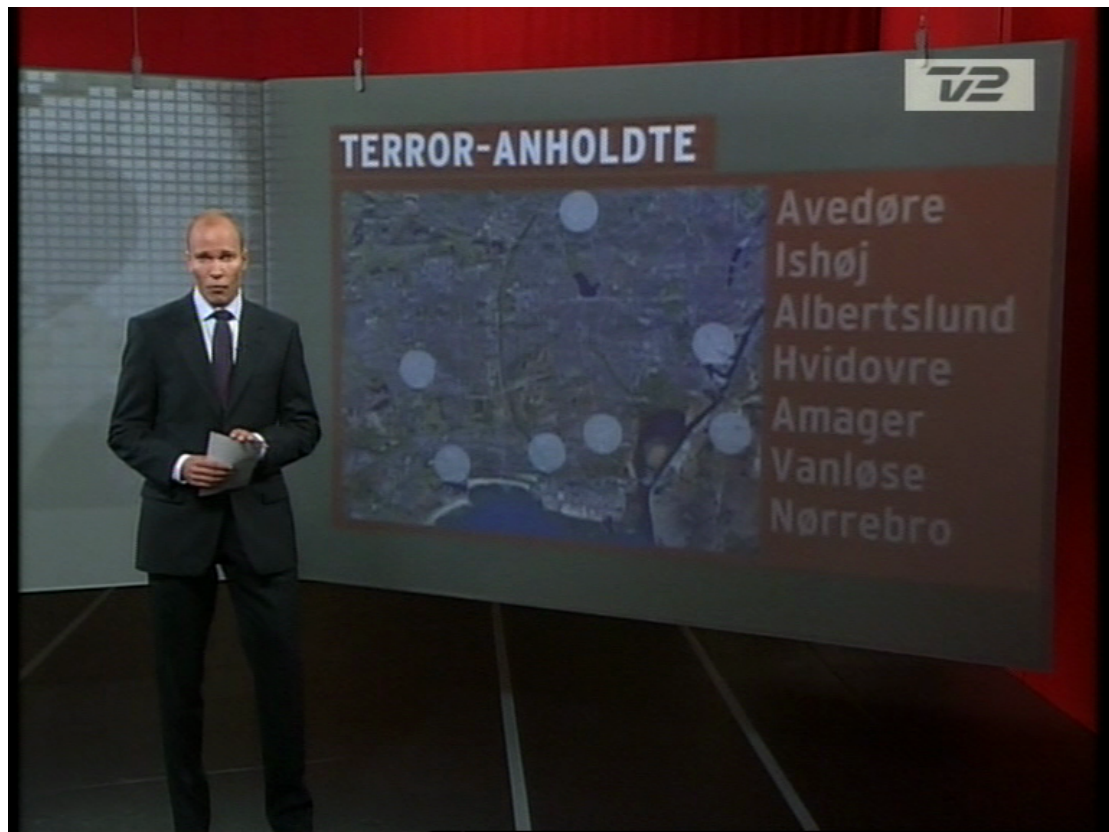 TV2
TERROR-ANHOLDTE
Avedøre
Ishøj
Albertslund
Hvidovre
Amager
Vanløse
Nørrebro